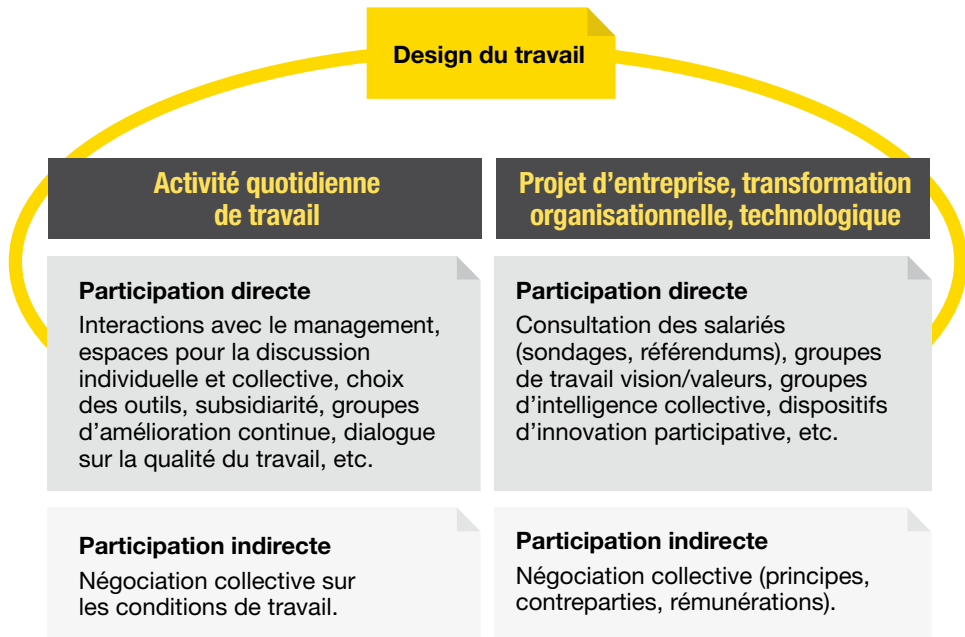 Design du travail
Activité quotidienne
de travail
Projet d’entreprise, transformation
organisationnelle, technologique
Participation directe
Interactions avec le management,
espaces pour la discussion
individuelle et collective, choix
des outils, subsidiarité, groupes
d’amélioration continue, dialogue
sur la qualité du travail, etc.
Participation directe
Consultation des salariés
(sondages, référendums), groupes
de travail vision/valeurs, groupes
d’intelligence collective, dispositifs
d’innovation participative, etc.
Participation indirecte
Négociation collective sur
les conditions de travail.
Participation indirecte
Négociation collective (principes,
contreparties, rémunérations).